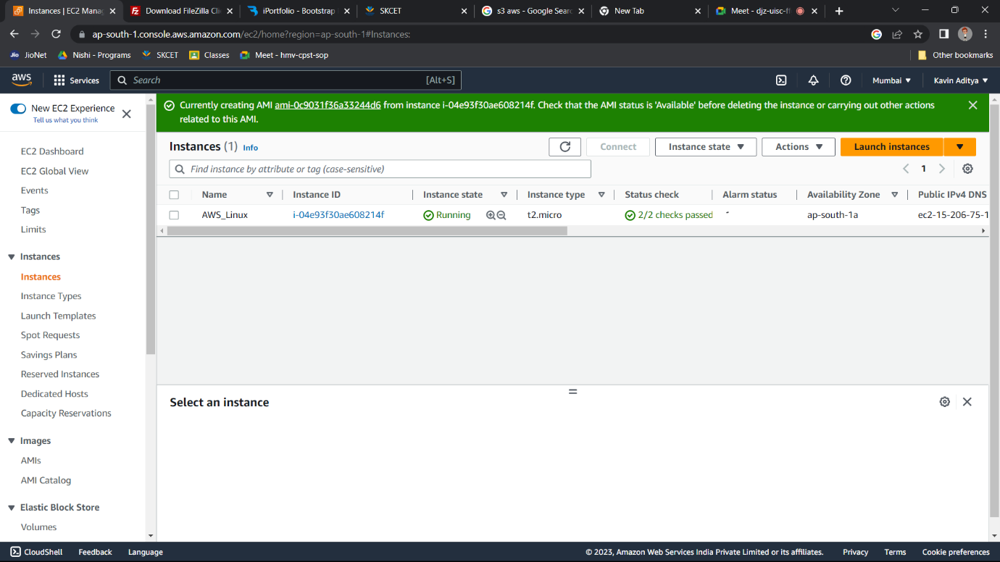 Instances | EC2 Manag
Download FileZilla Cli
iPortfolio - Bootstrap
SKCET
s3 aws - Google Searc
New Tab
Meet - djz-uisc-ff
ap-south-1.console.aws.amazon.com/ec2/home?region=ap-south-1#Instances:
Jio JioNet
Nishi - Programs
SKCET
Classes
Meet - hmv-cpst-sop
Other bookmarks
aws
Services
Search
[Alt+S]
Mumbai
Kavin Aditya
New EC2 Experience
Tell us what you think
EC2 Dashboard
EC2 Global View
Events
Tags
Limits
Instances
Instances
Instance Types
Launch Templates
Spot Requests
Savings Plans
Reserved Instances
Dedicated Hosts
Capacity Reservations
Images
AMIs
AMI Catalog
Elastic Block Store
Volumes
Currently creating AMI ami-0c9031f36a33244d6 from instance i-04e93f30ae608214f. Check that the AMI status is 'Available' before deleting the instance or carrying out other actions
related to this AMI.
Instances (1) Info
Connect
Instance state
Actions
Launch instances
Find instance by attribute or tag (case-sensitive)
1
Name Instance ID Instance state Instance type Status check Alarm status Availability Zone Public IPv4 DNS
AWS_Linux i-04e93f30ae608214f Running t2.micro 2/2 checks passed ap-south-1a ec2-15-206-75-1
Select an instance
CloudShell Feedback Language © 2023, Amazon Web Services India Private Limited or its affiliates. Privacy Terms Cookie preferences